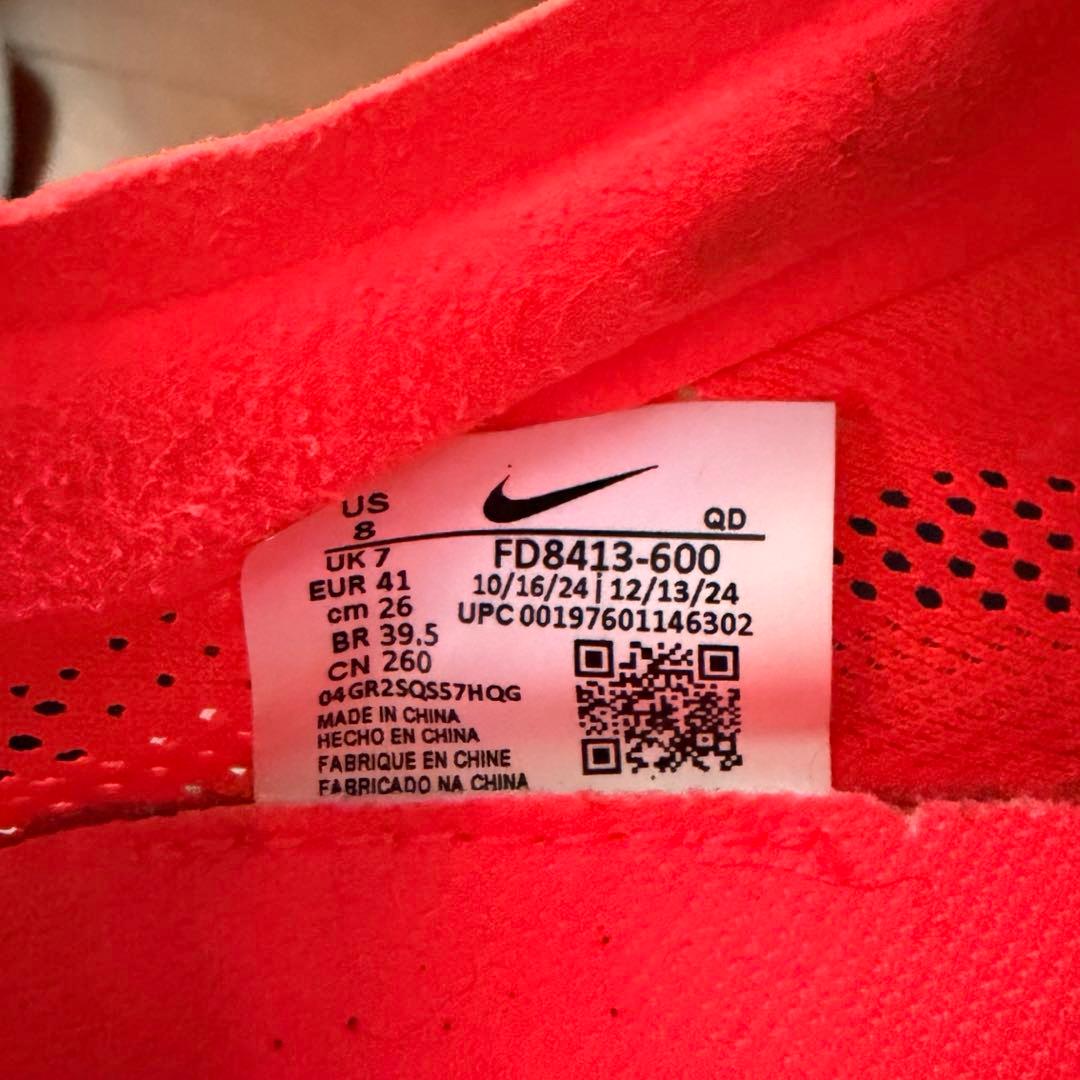 US
8
QD
UK 7
EUR 41
cm 26
BR 39.5
CN 260
04GR2SQS57HQG
MADE IN CHINA
HECHO EN CHINA
FABRIQUE EN CHINE
FABRICADO NA CHINA
FD8413-600
10/16/24|12/13/24
UPC 00197601146302